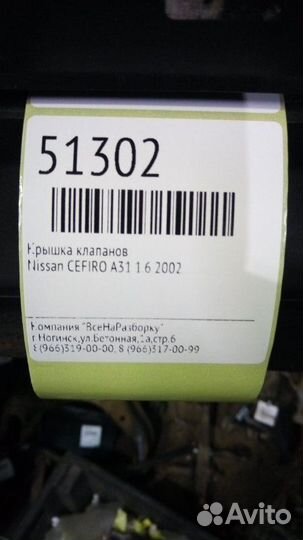 51302
Крышка клапанов
Nissan CEFIRO A31 1 6 2002
Компания "ВсеНаРазборку"
г.Ногинск,ул.Бетонная,1а,стр.6
8(966)319-00-00, 8(966)317-00-99
Avito